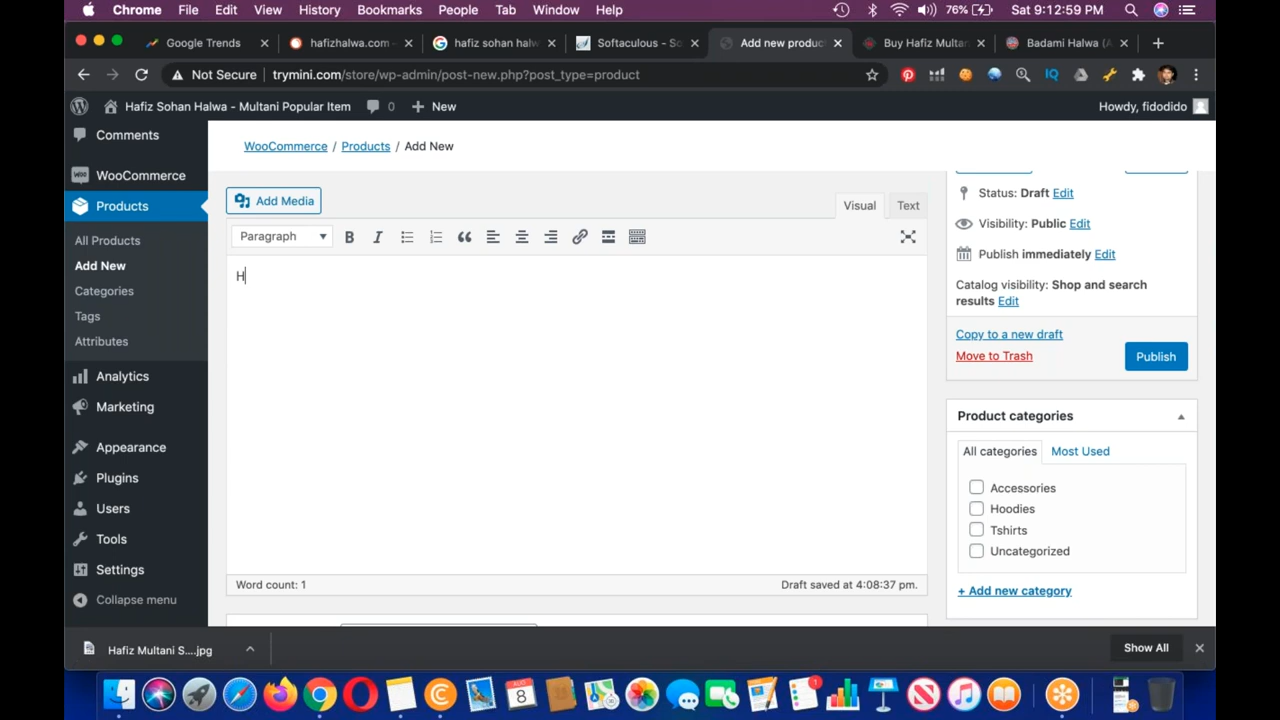 Chrome File Edit View History Bookmarks People Tab Window Help 76% Sat 9:12:59 PM
Google Trends hafizhalwa.com - hafiz sohan halw Softaculous - So Add new produc Buy Hafiz Multan Badami Halwa (A
Not Secure trymini.com/store/wp-admin/post-new.php?post_type=product
Hafiz Sohan Halwa - Multani Popular Item 0 New Howdy, fidodido
Comments
WooCommerce
Products
All Products
Add New
Categories
Tags
Attributes
Analytics
Marketing
Appearance
Plugins
Users
Tools
Settings
Collapse menu
WooCommerce / Products / Add New
Add Media
Visual Text
Paragraph
H
Word count: 1 Draft saved at 4:08:37 pm.
Status: Draft Edit
Visibility: Public Edit
Publish immediately Edit
Catalog visibility: Shop and search
results Edit
Copy to a new draft
Move to Trash
Publish
Product categories
All categories Most Used
Accessories
Hoodies
Tshirts
Uncategorized
+ Add new category
Hafiz Multani S....jpg Show All
AUG
8
1